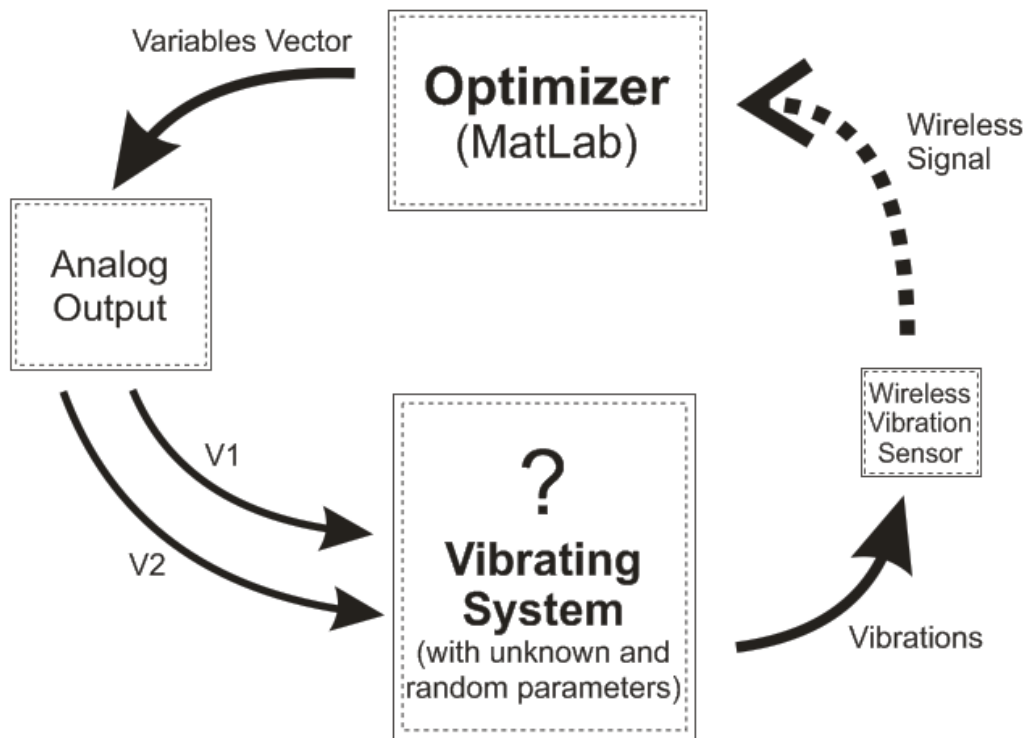 Variables Vector
Optimizer
(MatLab)
Wireless
Signal
Analog
Output
Wireless
Vibration
Sensor
V1
V2
?
Vibrating
System
(with unknown and
random parameters)
Vibrations